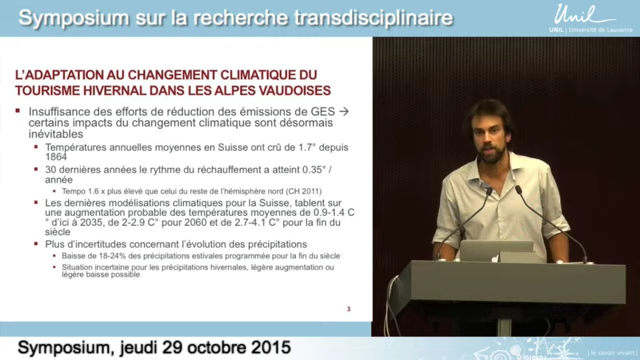 Symposium sur la recherche transdisciplinaire
Unil
UNIL | Université de Lausanne
L'ADAPTATION AU CHANGEMENT CLIMATIQUE DU
TOURISME HIVERNAL DANS LES ALPES VAUDOISES
Insuffisance des efforts de réduction des émissions de GES →
certains impacts du changement climatique sont désormais
inévitables
Températures annuelles moyennes en Suisse ont crû de 1.7° depuis
1864
30 dernières années le rythme du réchauffement a atteint 0.35° /
année
Tempo 1.6 x plus élevé que celui du reste de l'hémisphère nord (CH 2011)
Les dernières modélisations climatiques pour la Suisse, tablent sur
une augmentation probable des températures moyennes de 0.9-1.4 C
° d'ici à 2035, de 2-2.9 C° pour 2060 et de 2.7-4.1 C° pour la fin du
siècle
Plus d'incertitudes concernant l'évolution des précipitations
Baisse de 18-24% des précipitations estivales programmée pour la fin du siècle
Situation incertaine pour les précipitations hivernales, légère augmentation ou
légère baisse possible
3
Symposium, jeudi 29 octobre 2015
| le savoir vivant |